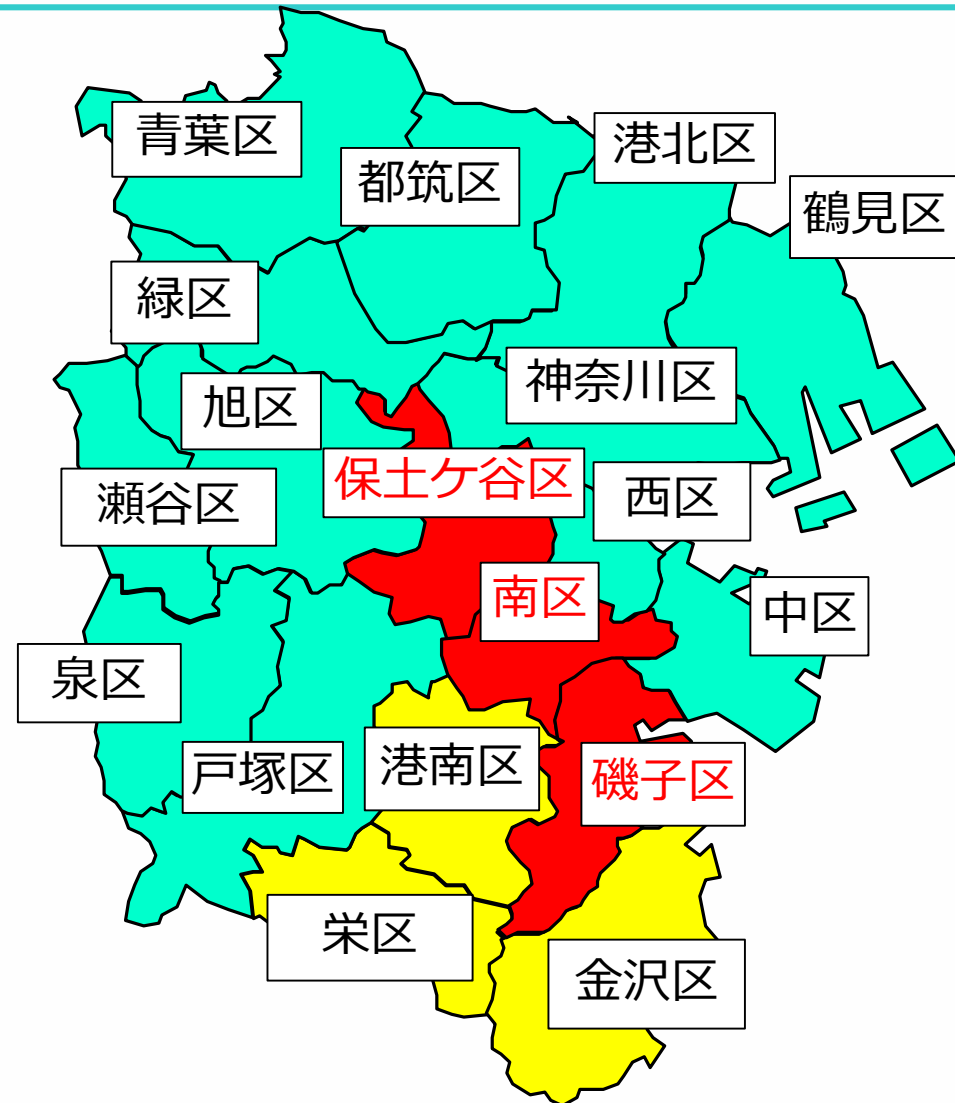 青葉区
港北区
都筑区
鶴見区
緑区
神奈川区
旭区
保土ケ谷区
西区
瀬谷区
南区
中区
泉区
港南区
戸塚区
磯子区
栄区
金沢区